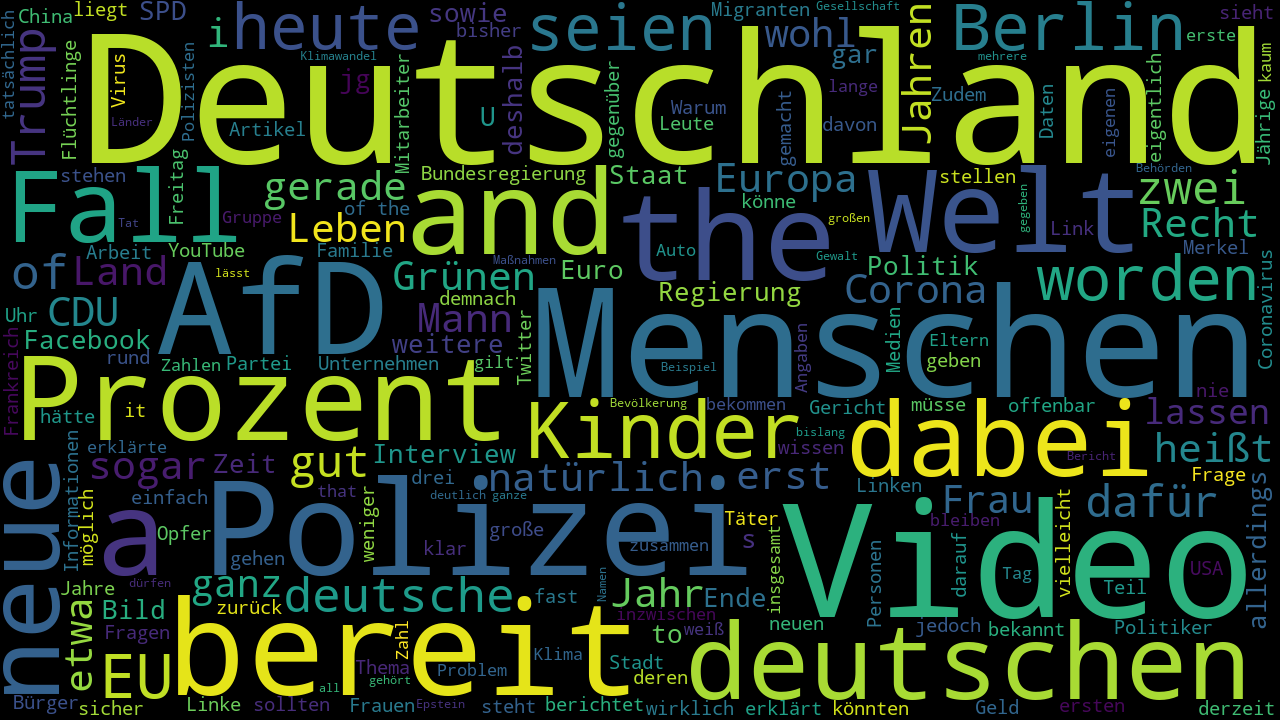 China liegt SPD i heute sowie seien Migranten Gesellschaft wohl Berlin sieht
bisher erste
tatsächlich Trump Flüchtlinge Virus Klimawandel Polizisten jg Mitarbeiter deshalb gegenüber gar Jahren mehrere Daten eigenen eigentlich Jährige kaum
Deutschland
Länder Artikel U Warum Leute gemacht lange davon Zudem
Fall stehen Freitag gerade Bundesregierung and Staat the Europa Welt stellen zwei Behörden
Tat Gruppe Leben of the könne großen gegeben Link Recht
Arbeit YouTube Familie Maßnahmen Auto Gewalt Merkel
of Land lässt AfD Grünen Euro Politik worden
Uhr CDU demnach Mann Menschen Regierung Corona Coronavirus
Facebook weitere Twitter Medien Eltern
Frankreich rund Zahlen Partei Unternehmen gilt Beispiel Angaben geben
Prozent Bevölkerung bekommen Gericht müsse offenbar nie
hätte it Kinder bislang dabei lassen
erklärte Interview wissen heißt Bericht
neue Informationen sogar Zeit gut drei natürlich erst Linken Frage
möglich einfach that deutlich ganze Frau dafür
a Opfer Polizei weniger große Täter s Video bleiben vielleicht allerdings
gehen klar zusammen insgesamt Personen darauf Tag USA
Jahre dürfen ganz deutsche fast Namen Jahr Ende Teil
etwa Bild zurück inzwischen neuen jedoch bekannt Politiker
Fragen bereit Zahl to weiß deutschen
EU Thema Problem Klima Stadt
gehört deren
Bürger sicher Linke sollten all Frauen Epstein steht berichtet wirklich erklärt könnten Geld ersten derzeit